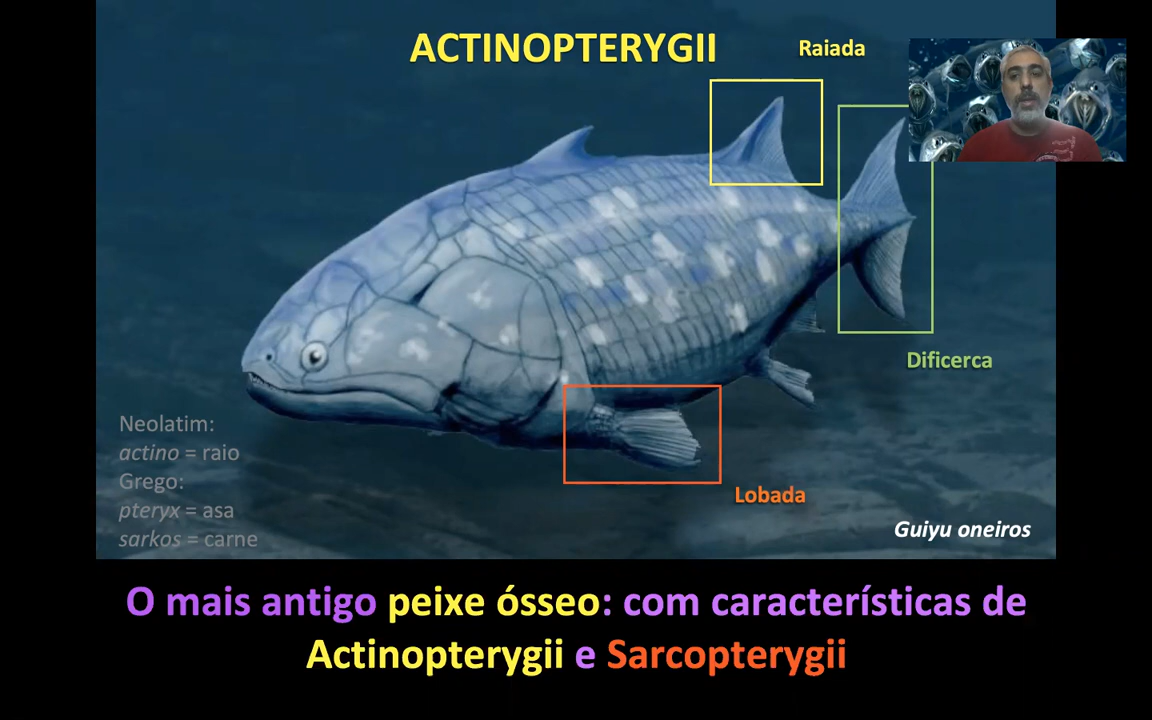 ACTINOPTERYGII
Raiada
Dificerca
Neolatim:
actino = raio
Grego:
pteryx = asa
sarkos = carne
Lobada
Guiyu oneiros
O mais antigo peixe ósseo: com características de
Actinopterygii e Sarcopterygii